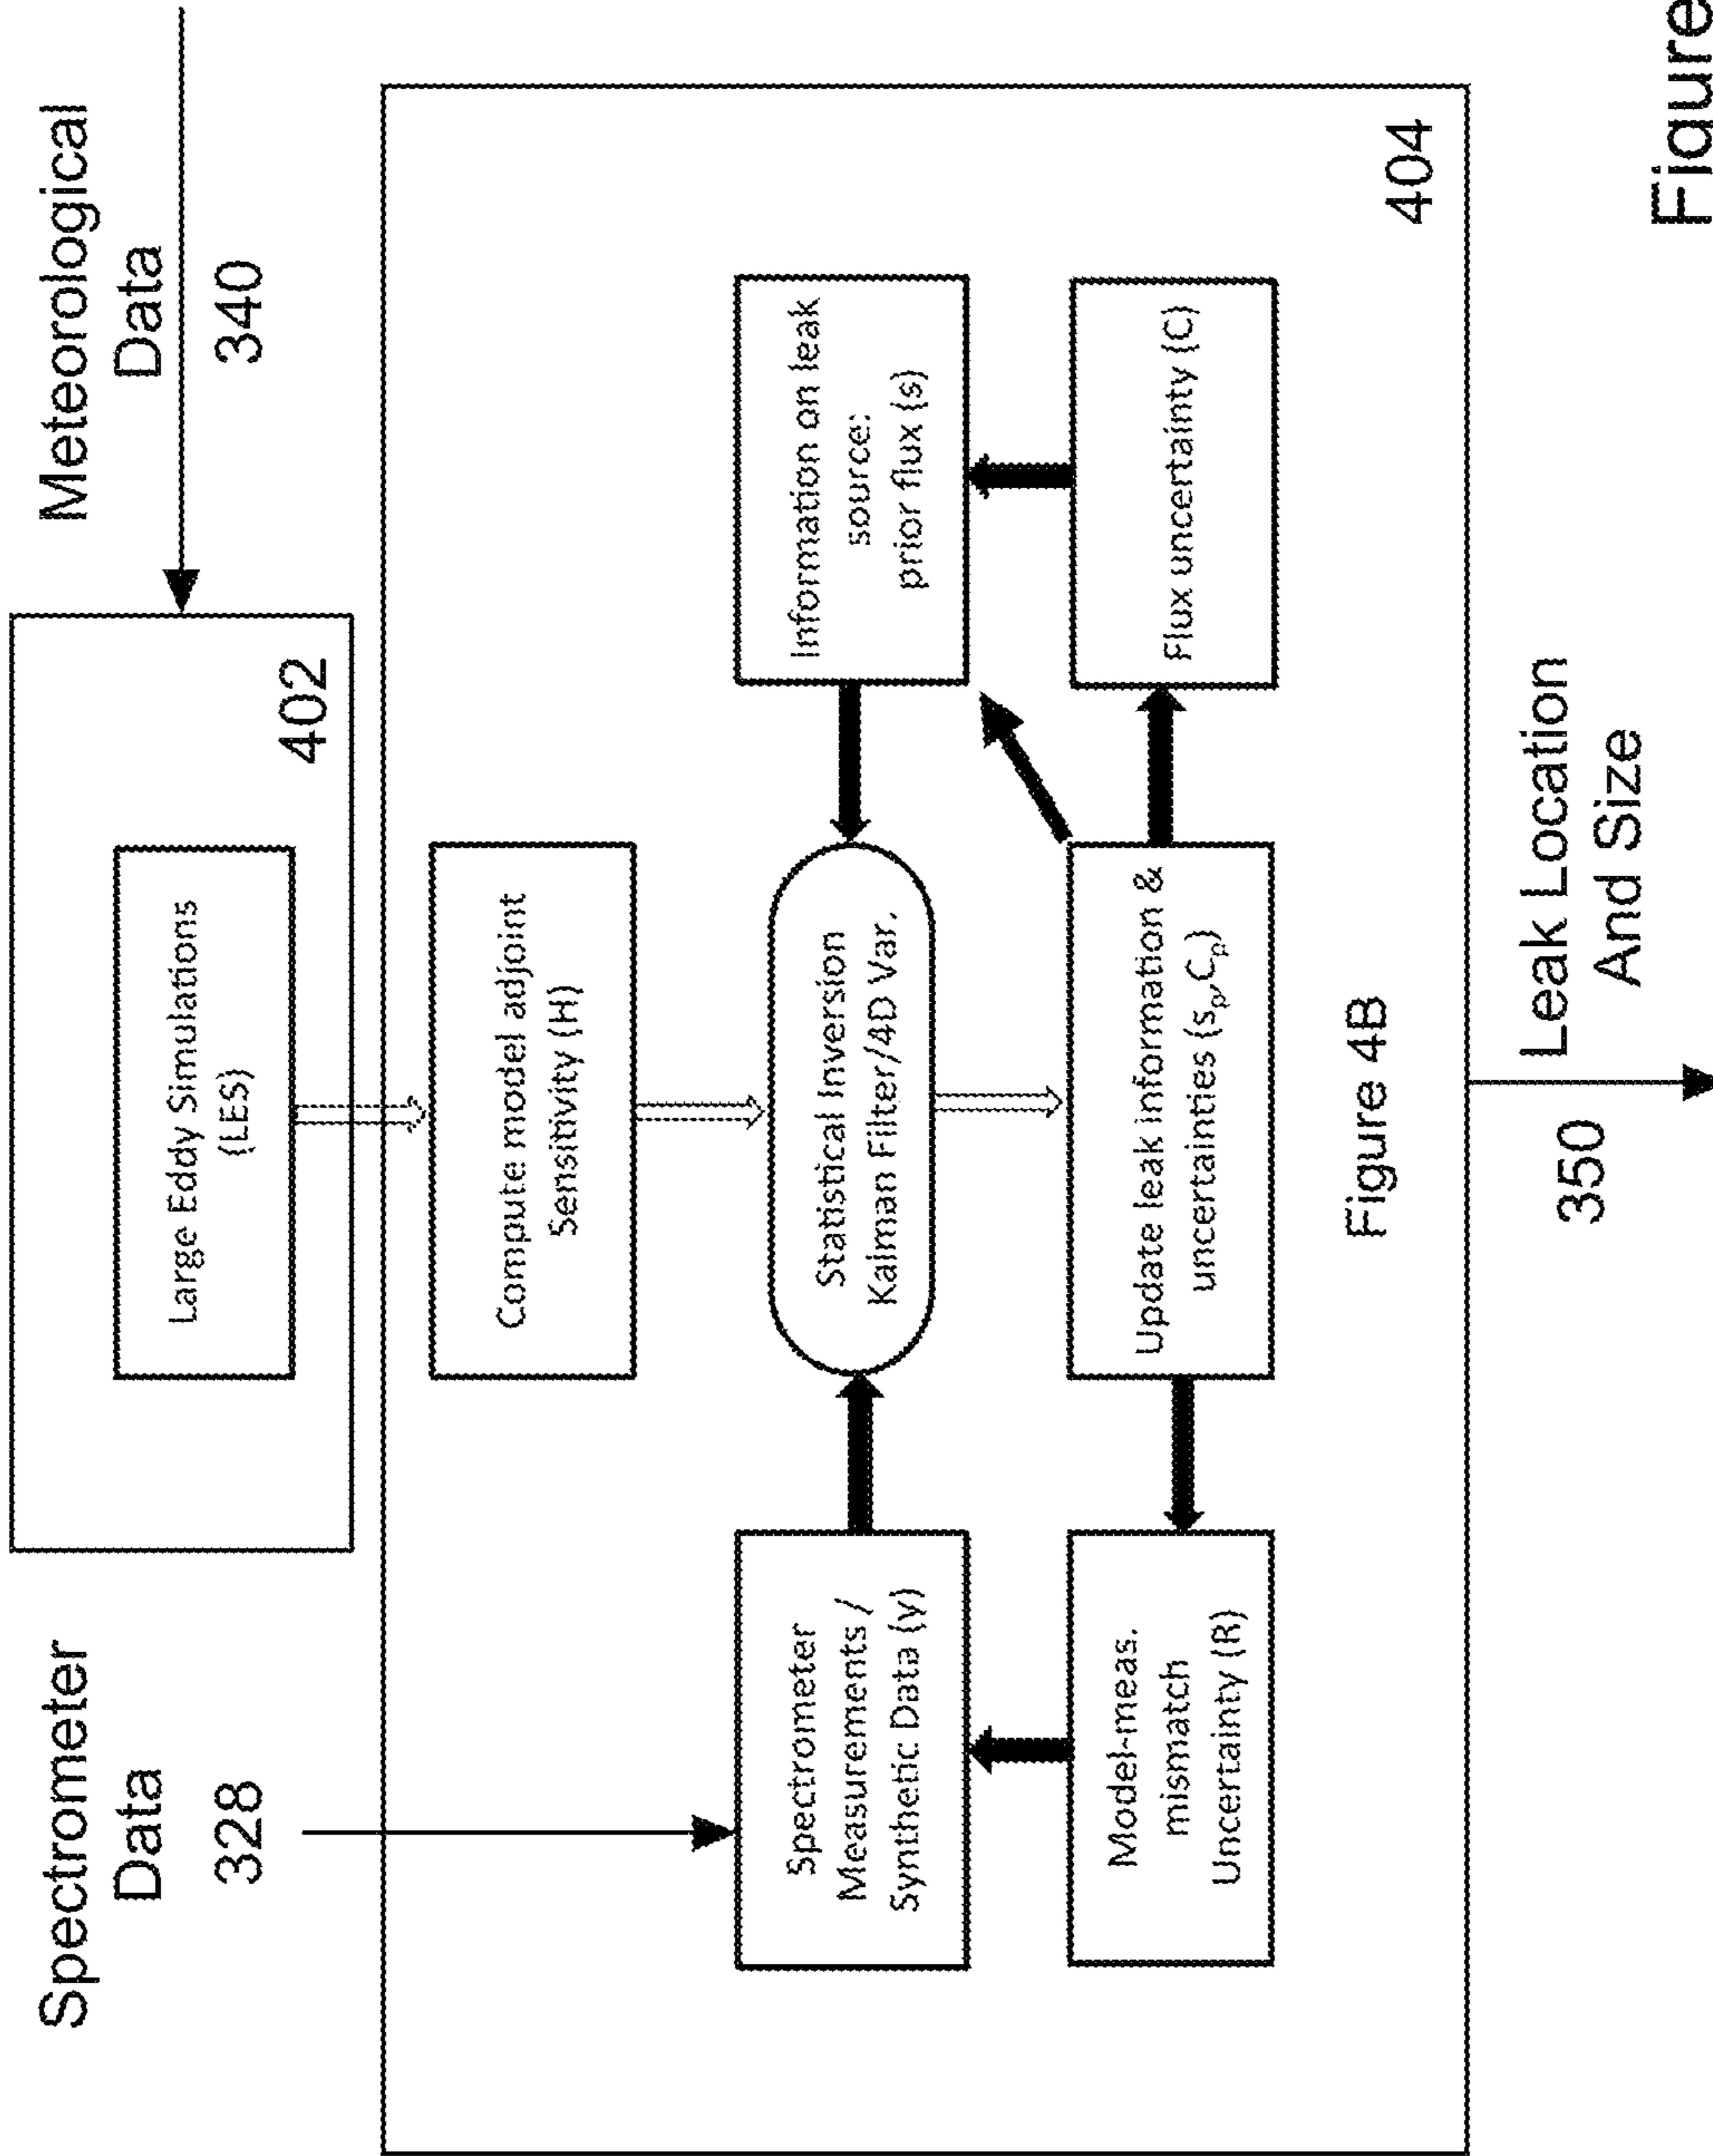 Spectrometer
Data
328
Meteorological
Data
340
Large Eddy Simulations
(LES)
402
Compute model adjoint
Sensitivity (H)
Spectrometer
Measurements /
Synthetic Data (y)
Statistical Inversion
Kalman Filter/4D Var.
Information on leak
source:
prior flux (s)
Model-meas.
mismatch
Uncertainty (R)
Update leak information &
uncertainties (sₚ,Cₚ)
Flux uncertainty (C)
Figure 4B
404
350
Leak Location
And Size
Figure